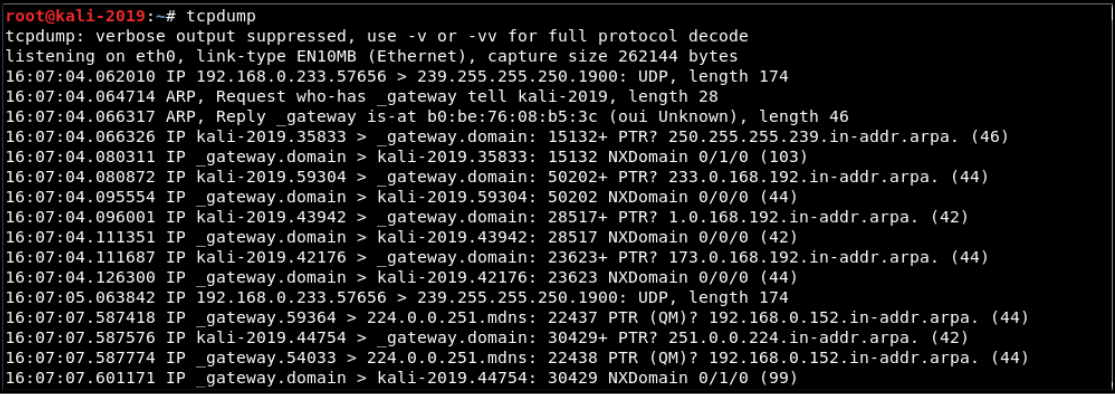 root@kali-2019:~# tcpdump
tcpdump: verbose output suppressed, use -v or -vv for full protocol decode
listening on eth0, link-type EN10MB (Ethernet), capture size 262144 bytes
16:07:04.062010 IP 192.168.0.233.57656 > 239.255.255.250.1900: UDP, length 174
16:07:04.064714 ARP, Request who-has _gateway tell kali-2019, length 28
16:07:04.066317 ARP, Reply _gateway is-at b0:be:76:08:b5:3c (oui Unknown), length 46
16:07:04.066326 IP kali-2019.35833 > _gateway.domain: 15132+ PTR? 250.255.255.239.in-addr.arpa. (46)
16:07:04.080311 IP _gateway.domain > kali-2019.35833: 15132 NXDomain 0/1/0 (103)
16:07:04.080872 IP kali-2019.59304 > _gateway.domain: 50202+ PTR? 233.0.168.192.in-addr.arpa. (44)
16:07:04.095554 IP _gateway.domain > kali-2019.59304: 50202 NXDomain 0/0/0 (44)
16:07:04.096001 IP kali-2019.43942 > _gateway.domain: 28517+ PTR? 1.0.168.192.in-addr.arpa. (42)
16:07:04.111351 IP _gateway.domain > kali-2019.43942: 28517 NXDomain 0/0/0 (42)
16:07:04.111687 IP kali-2019.42176 > _gateway.domain: 23623+ PTR? 173.0.168.192.in-addr.arpa. (44)
16:07:04.126300 IP _gateway.domain > kali-2019.42176: 23623 NXDomain 0/0/0 (44)
16:07:05.063842 IP 192.168.0.233.57656 > 239.255.255.250.1900: UDP, length 174
16:07:07.587418 IP _gateway.59364 > 224.0.0.251.mdns: 22437 PTR (QM)? 192.168.0.152.in-addr.arpa. (44)
16:07:07.587576 IP kali-2019.44754 > _gateway.domain: 30429+ PTR? 251.0.0.224.in-addr.arpa. (42)
16:07:07.587774 IP _gateway.54033 > 224.0.0.251.mdns: 22438 PTR (QM)? 192.168.0.152.in-addr.arpa. (44)
16:07:07.601171 IP _gateway.domain > kali-2019.44754: 30429 NXDomain 0/1/0 (99)